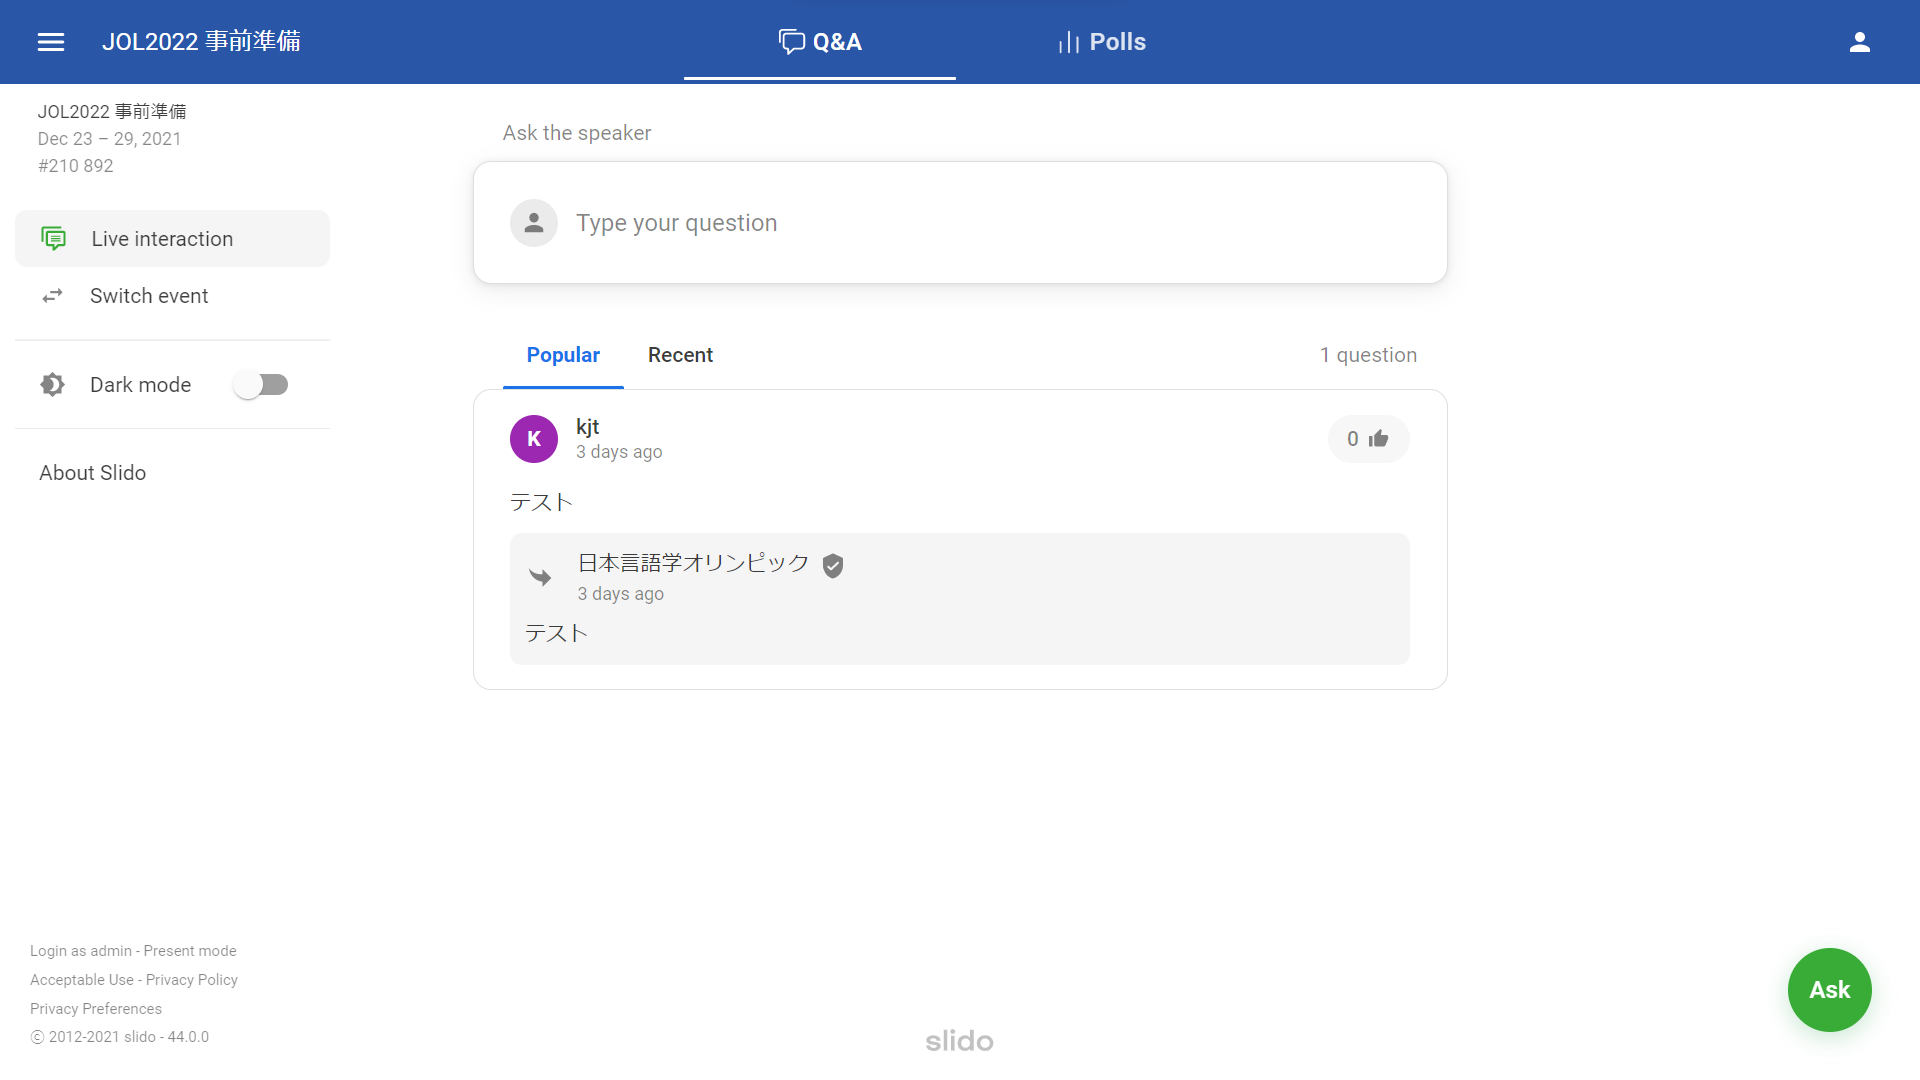 JOL2022 事前準備
Q&A
Polls
JOL2022 事前準備
Dec 23 – 29, 2021
#210 892
Live interaction
Switch event
Dark mode
About Slido
Ask the speaker
Type your question
Popular
Recent
1 question
K
kjt
3 days ago
0
テスト
日本言語学オリンピック
3 days ago
テスト
Login as admin - Present mode
Acceptable Use - Privacy Policy
Privacy Preferences
© 2012-2021 slido - 44.0.0
slido
Ask